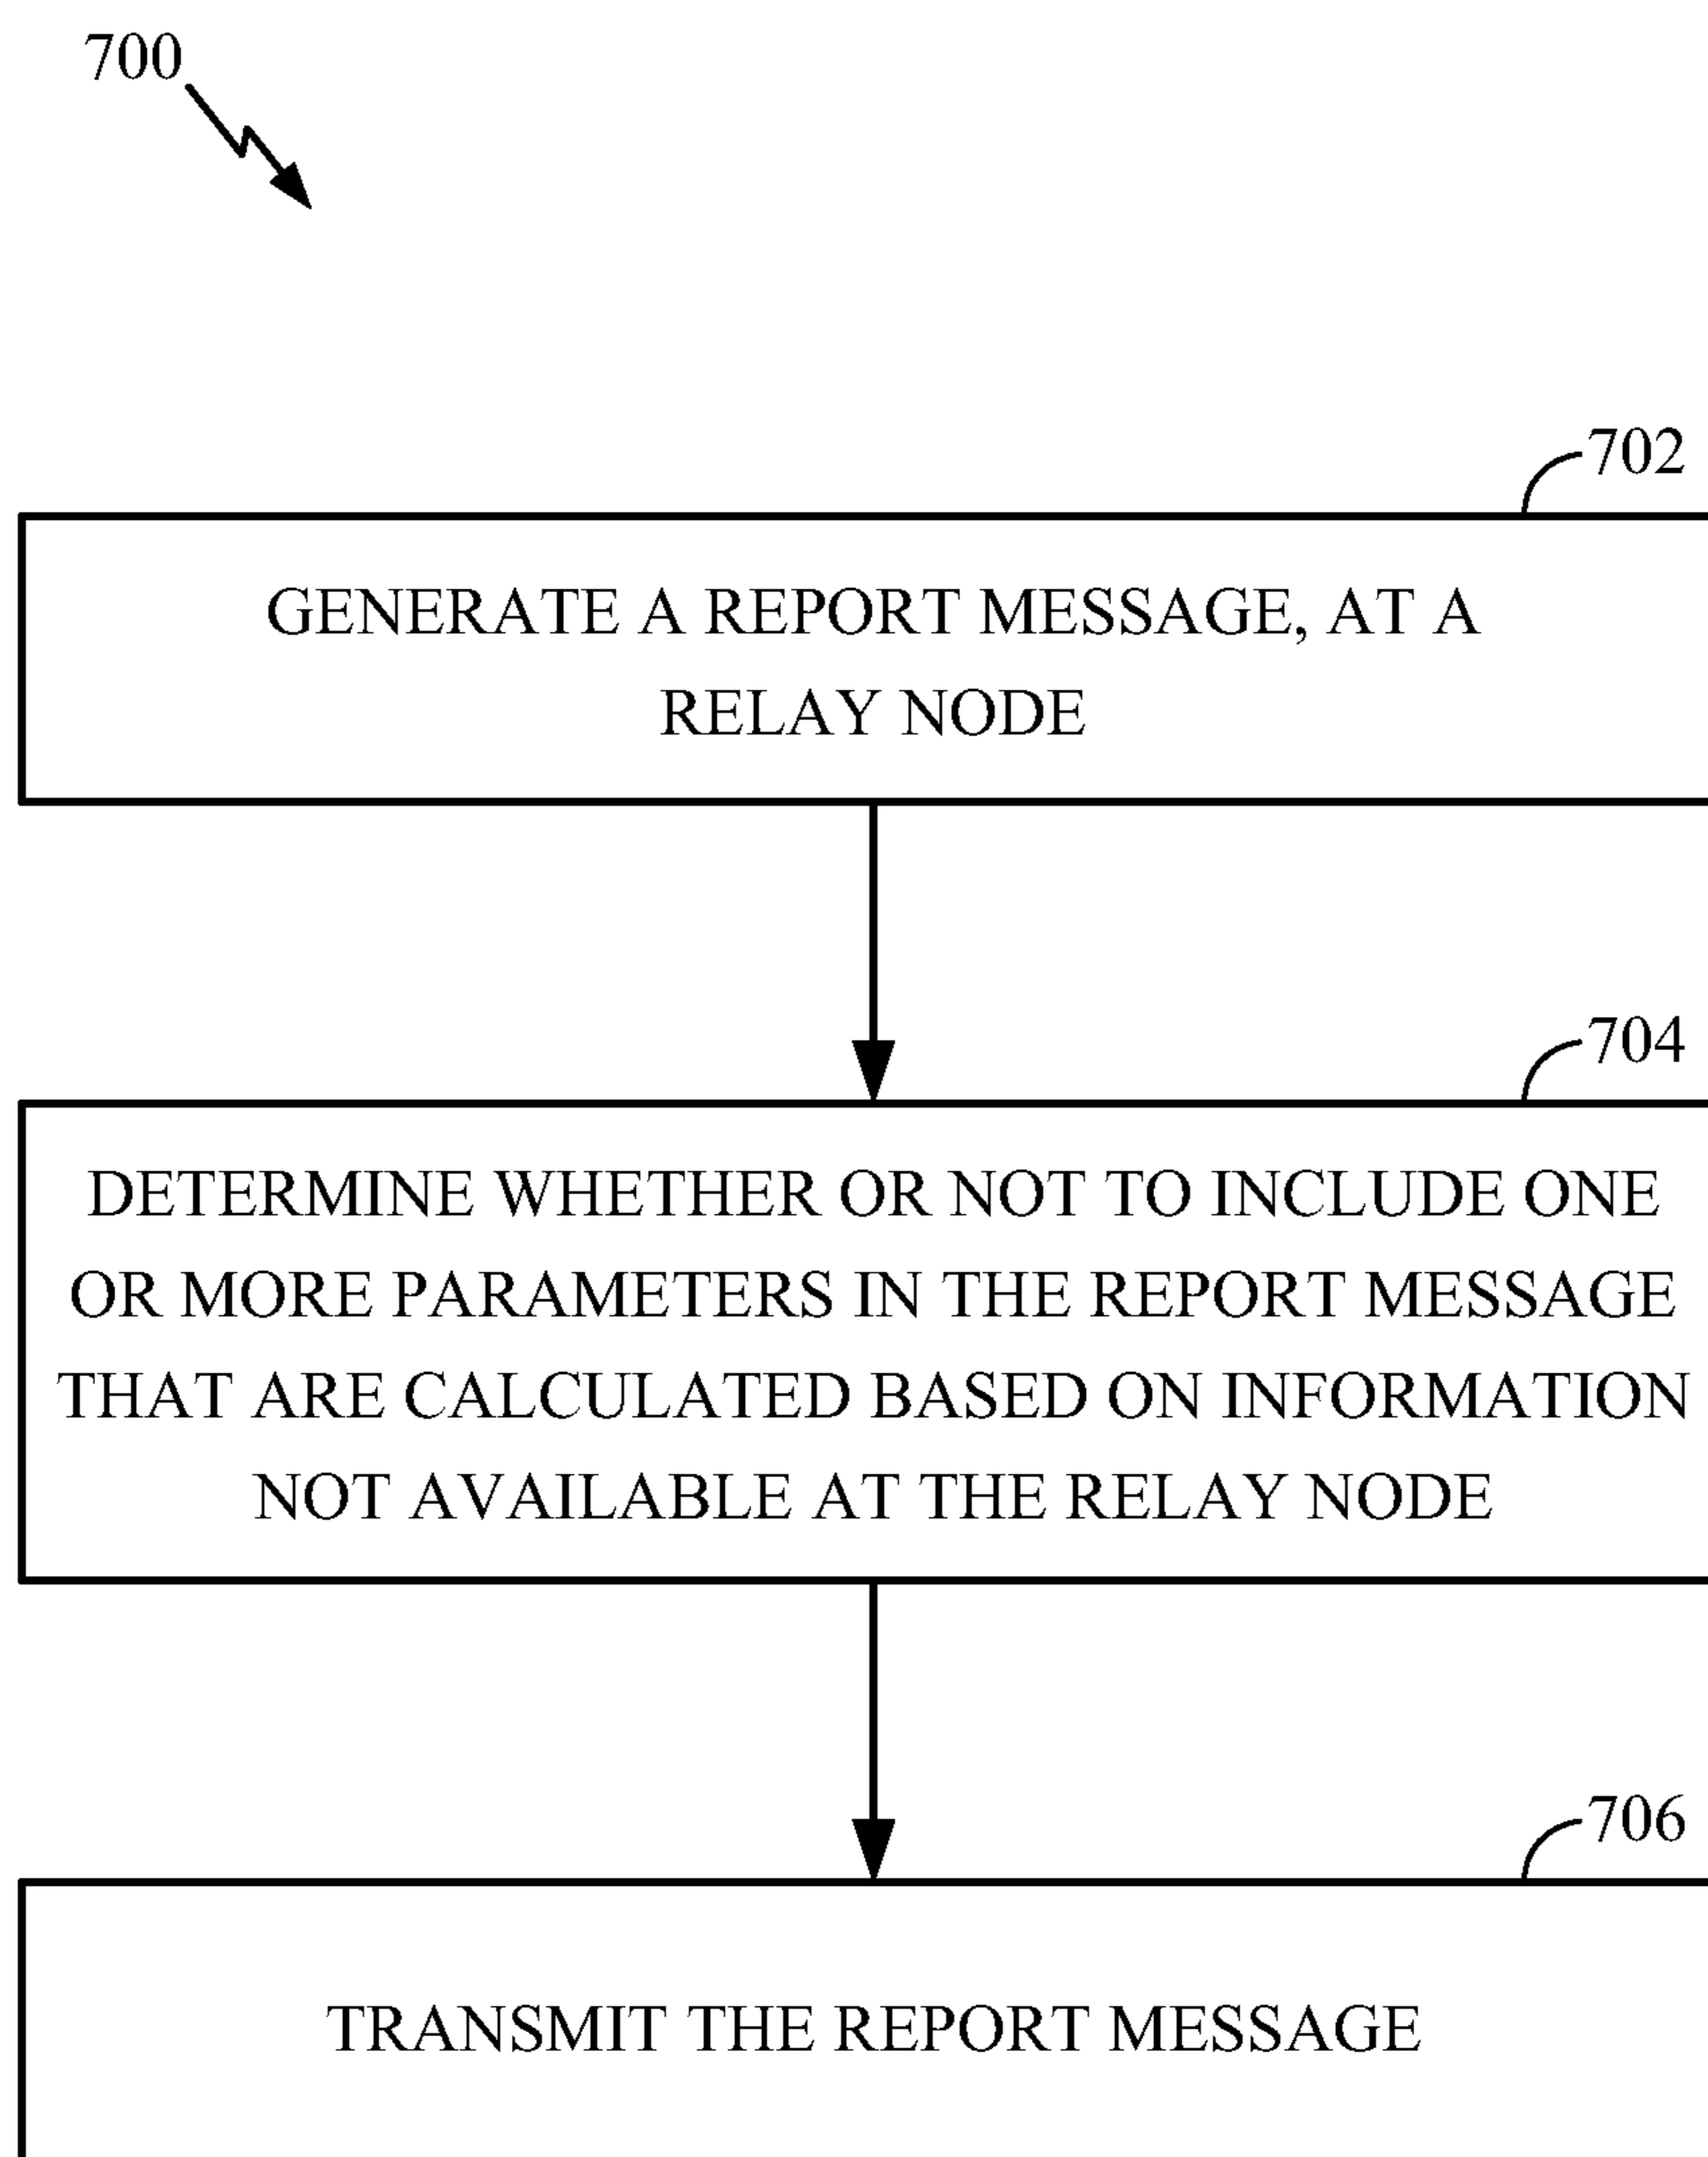 700
702
GENERATE A REPORT MESSAGE, AT A
RELAY NODE
704
DETERMINE WHETHER OR NOT TO INCLUDE ONE
OR MORE PARAMETERS IN THE REPORT MESSAGE
THAT ARE CALCULATED BASED ON INFORMATION
NOT AVAILABLE AT THE RELAY NODE
706
TRANSMIT THE REPORT MESSAGE